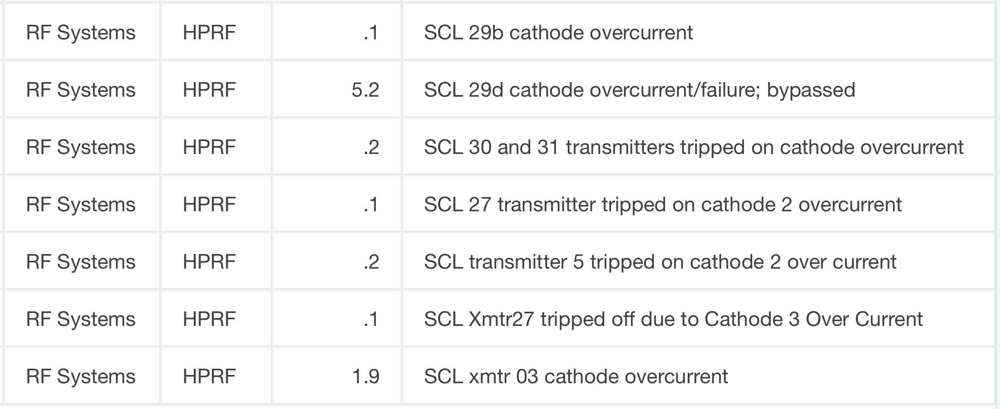 RF Systems HPRF .1 SCL 29b cathode overcurrent
RF Systems HPRF 5.2 SCL 29d cathode overcurrent/failure; bypassed
RF Systems HPRF .2 SCL 30 and 31 transmitters tripped on cathode overcurrent
RF Systems HPRF .1 SCL 27 transmitter tripped on cathode 2 overcurrent
RF Systems HPRF .2 SCL transmitter 5 tripped on cathode 2 over current
RF Systems HPRF .1 SCL Xmtr27 tripped off due to Cathode 3 Over Current
RF Systems HPRF 1.9 SCL xmtr 03 cathode overcurrent